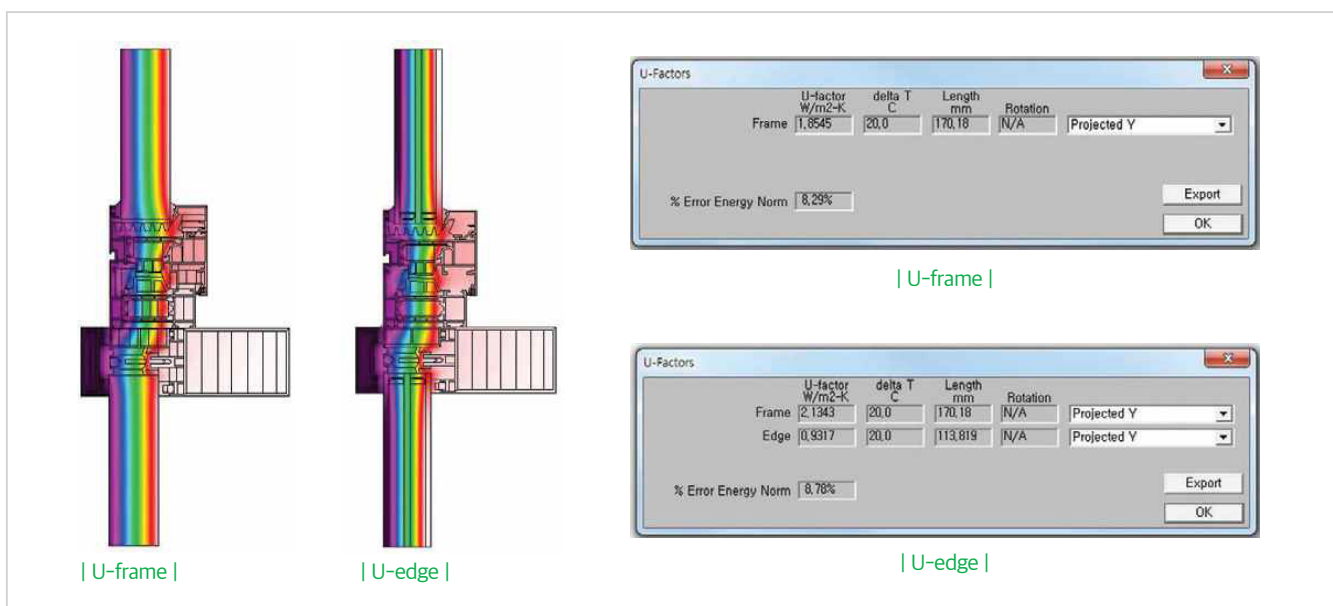 | U-frame |
| U-edge |
U-Factors
U-factor delta T Length
W/m2-K C mm Rotation
Frame 1,8545 20,0 170,18 N/A Projected Y
% Error Energy Norm 8,29%
Export
OK
| U-frame |
U-Factors
U-factor delta T Length
W/m2-K C mm Rotation
Frame 2,1343 20,0 170,18 N/A Projected Y
Edge 0,9317 20,0 113,819 N/A Projected Y
% Error Energy Norm 8,78%
Export
OK
| U-edge |